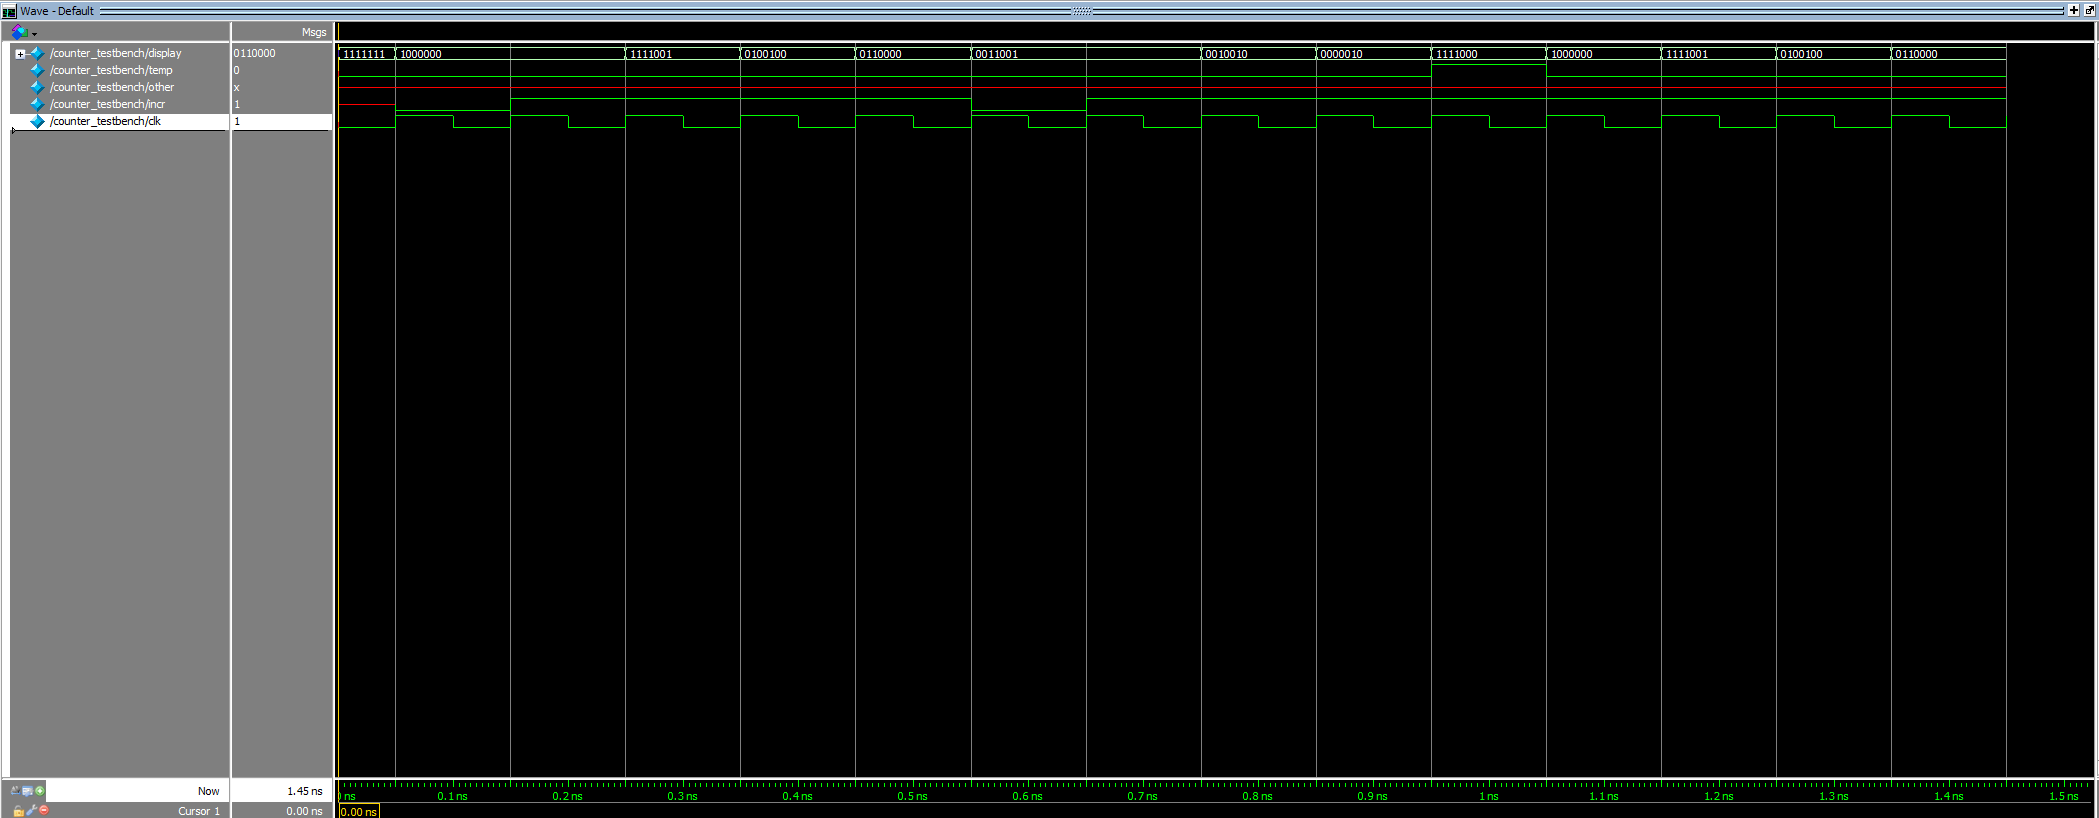 Wave - Default
Msgs
/counter_testbench/display 0110000 1111111 1000000 1111001 0100100 0110000 0011001 0010010 0000010 1111000 1000000 1111001 0100100 0110000
/counter_testbench/temp 0
/counter_testbench/other x
/counter_testbench/incr 1
/counter_testbench/clk 1
Now 1.45 ns ns 0.1 ns 0.2 ns 0.3 ns 0.4 ns 0.5 ns 0.6 ns 0.7 ns 0.8 ns 0.9 ns 1 ns 1.1 ns 1.2 ns 1.3 ns 1.4 ns 1.5 ns
Cursor 1 0.00 ns 0.00 ns